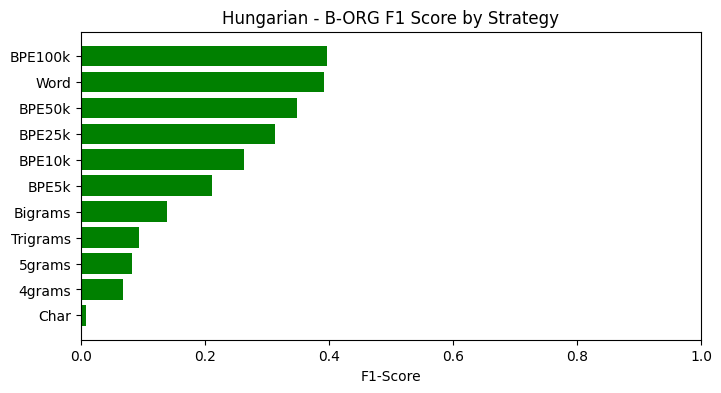 Hungarian - B-ORG F1 Score by Strategy
BPE100k
Word
BPE50k
BPE25k
BPE10k
BPE5k
Bigrams
Trigrams
5grams
4grams
Char
0.0 0.2 0.4 0.6 0.8 1.0
F1-Score